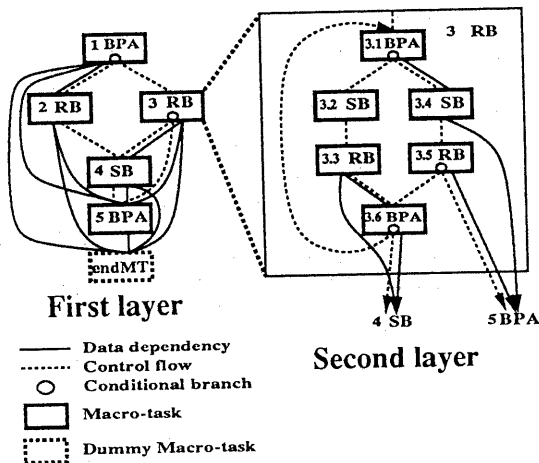 1 BPA
2 RB
3 RB
4 SB
5 BPA
endMT
First layer
3 RB
3.1 BPA
3.2 SB
3.4 SB
3.3 RB
3.5 RB
3.6 BPA
4 SB
5 BPA
Second layer
Data dependency
Control flow
Conditional branch
Macro-task
Dummy Macro-task